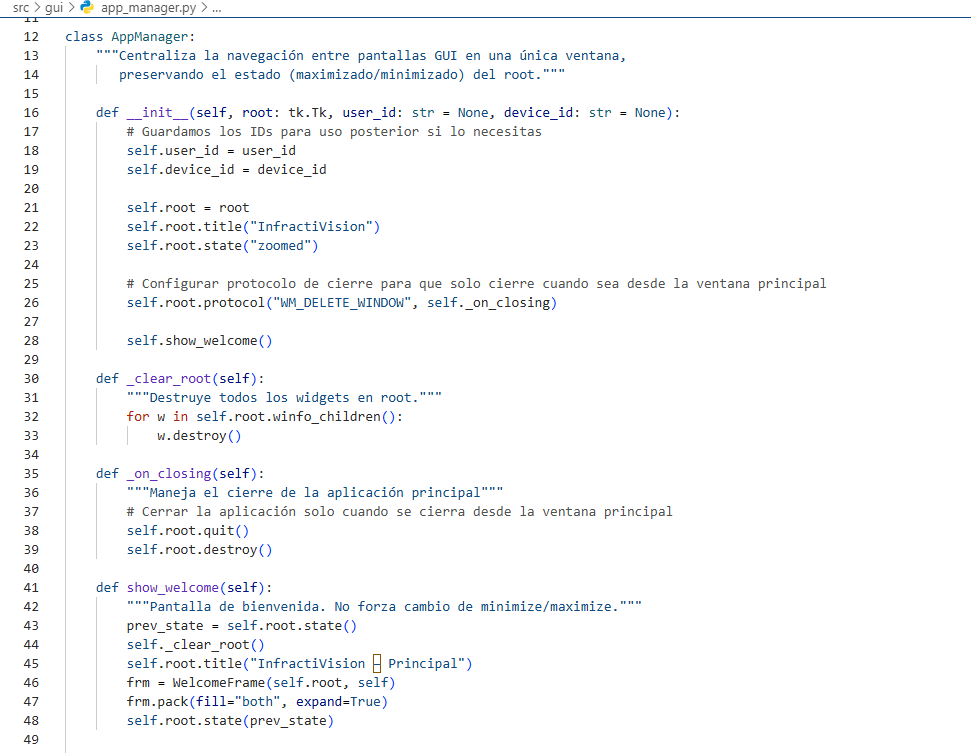 src > gui > app_manager.py > ...
11
12 class AppManager:
13     """Centraliza la navegación entre pantallas GUI en una única ventana,
14        preservando el estado (maximizado/minimizado) del root."""
15
16     def __init__(self, root: tk.Tk, user_id: str = None, device_id: str = None):
17         # Guardamos los IDs para uso posterior si lo necesitas
18         self.user_id = user_id
19         self.device_id = device_id
20
21         self.root = root
22         self.root.title("InfractiVision")
23         self.root.state("zoomed")
24
25         # Configurar protocolo de cierre para que solo cierre cuando sea desde la ventana principal
26         self.root.protocol("WM_DELETE_WINDOW", self._on_closing)
27
28         self.show_welcome()
29
30     def _clear_root(self):
31         """Destruye todos los widgets en root."""
32         for w in self.root.winfo_children():
33             w.destroy()
34
35     def _on_closing(self):
36         """Maneja el cierre de la aplicación principal"""
37         # Cerrar la aplicación solo cuando se cierra desde la ventana principal
38         self.root.quit()
39         self.root.destroy()
40
41     def show_welcome(self):
42         """Pantalla de bienvenida. No forza cambio de minimize/maximize."""
43         prev_state = self.root.state()
44         self._clear_root()
45         self.root.title("InfractiVision – Principal")
46         frm = WelcomeFrame(self.root, self)
47         frm.pack(fill="both", expand=True)
48         self.root.state(prev_state)
49